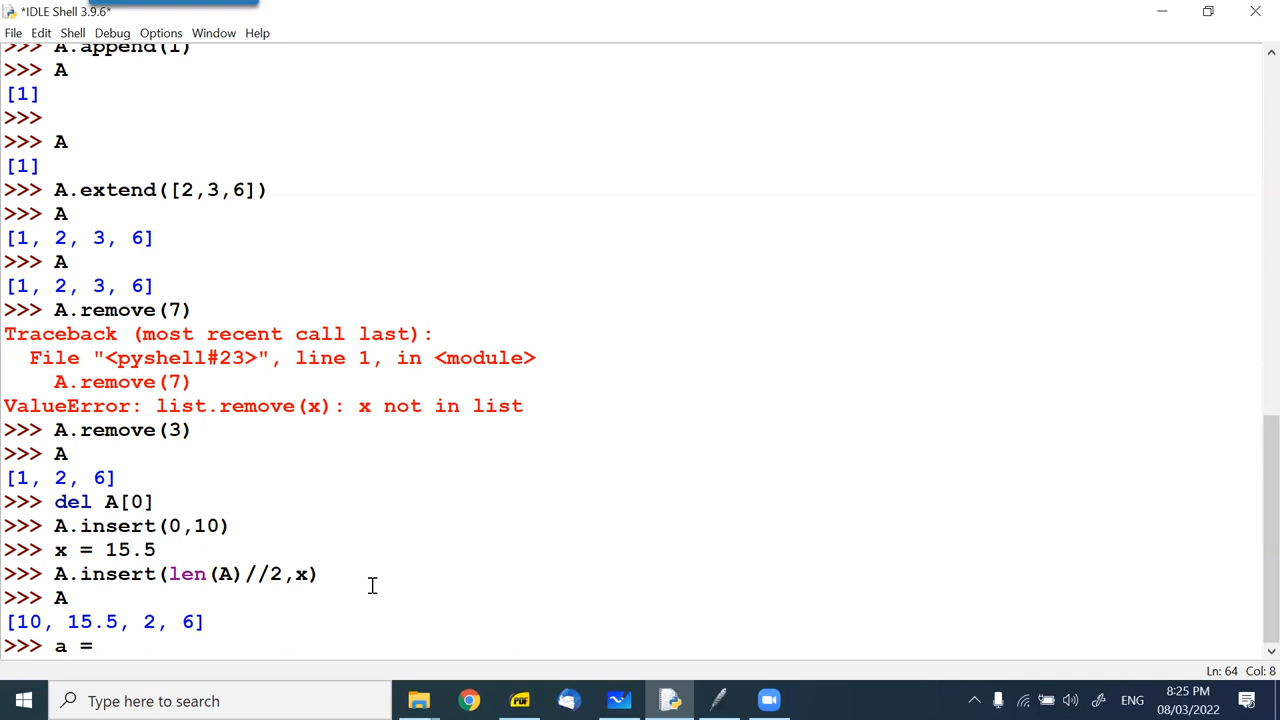 *IDLE Shell 3.9.6*
File Edit Shell Debug Options Window Help
>>> A.append(1)
>>> A
[1]
>>>
>>> A
[1]
>>> A.extend([2,3,6])
>>> A
[1, 2, 3, 6]
>>> A
[1, 2, 3, 6]
>>> A.remove(7)
Traceback (most recent call last):
  File "<pyshell#23>", line 1, in <module>
    A.remove(7)
ValueError: list.remove(x): x not in list
>>> A.remove(3)
>>> A
[1, 2, 6]
>>> del A[0]
>>> A.insert(0,10)
>>> x = 15.5
>>> A.insert(len(A)//2,x)
>>> A
[10, 15.5, 2, 6]
>>> a =
Ln: 64 Col: 8
Type here to search
PDF
ENG
8:25 PM
08/03/2022